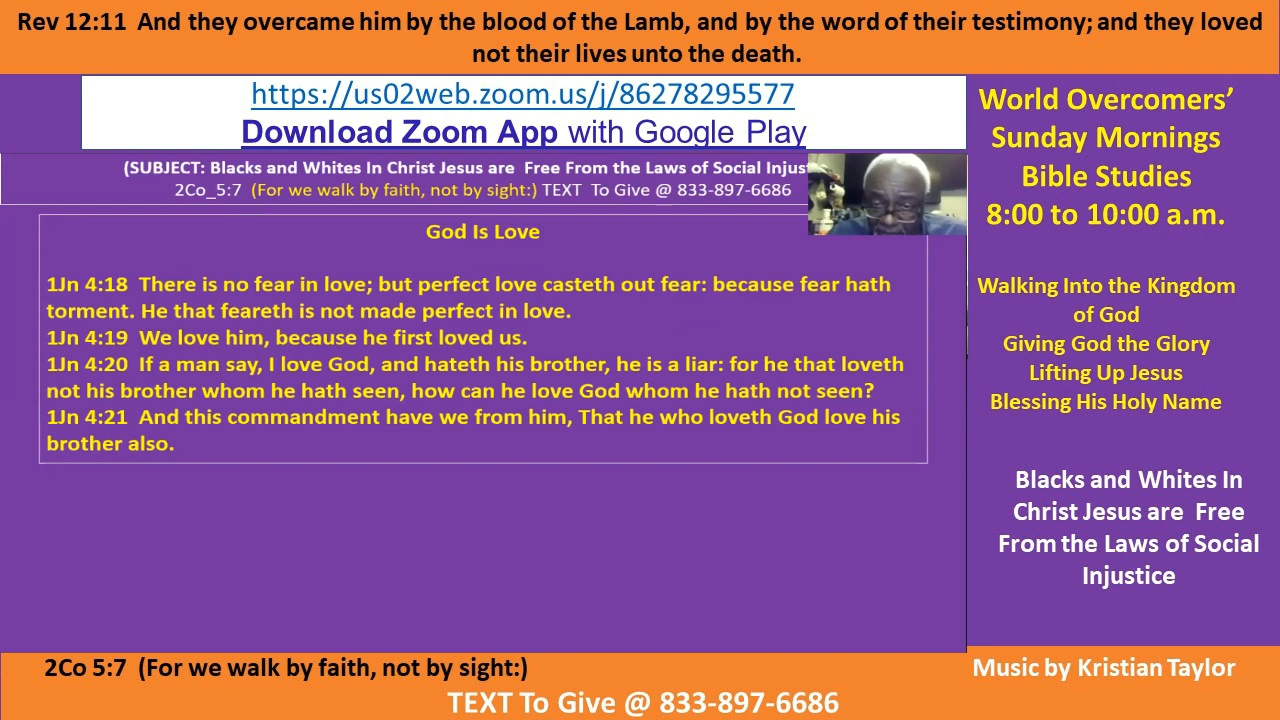 Rev 12:11  And they overcame him by the blood of the Lamb, and by the word of their testimony; and they loved
not their lives unto the death.
https://us02web.zoom.us/j/86278295577
Download Zoom App with Google Play
(SUBJECT: Blacks and Whites In Christ Jesus are  Free From the Laws of Social Injust
2Co_5:7  (For we walk by faith, not by sight:) TEXT  To Give @ 833-897-6686
God Is Love
1Jn 4:18  There is no fear in love; but perfect love casteth out fear: because fear hath
torment. He that feareth is not made perfect in love.
1Jn 4:19  We love him, because he first loved us.
1Jn 4:20  If a man say, I love God, and hateth his brother, he is a liar: for he that loveth
not his brother whom he hath seen, how can he love God whom he hath not seen?
1Jn 4:21  And this commandment have we from him, That he who loveth God love his
brother also.
World Overcomers’
Sunday Mornings
Bible Studies
8:00 to 10:00 a.m.
Walking Into the Kingdom
of God
Giving God the Glory
Lifting Up Jesus
Blessing His Holy Name
Blacks and Whites In
Christ Jesus are  Free
From the Laws of Social
Injustice
2Co 5:7  (For we walk by faith, not by sight:)
Music by Kristian Taylor
TEXT To Give @ 833-897-6686